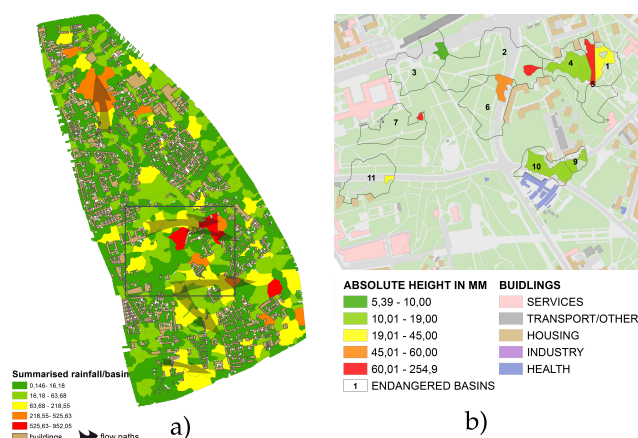 Summarised rainfall/basin
0,146- 16,18
16,18 - 63,68
63,68 - 218,55
218,55- 525,63
525,63- 952,05
buildings
flow paths
a)
2
3
4
1
5
6
7
9
10
11
ABSOLUTE HEIGHT IN MM
5,39 - 10,00
10,01 - 19,00
19,01 - 45,00
45,01 - 60,00
60,01 - 254,9
1 ENDANGERED BASINS
BUIDLINGS
SERVICES
TRANSPORT/OTHER
HOUSING
INDUSTRY
HEALTH
b)